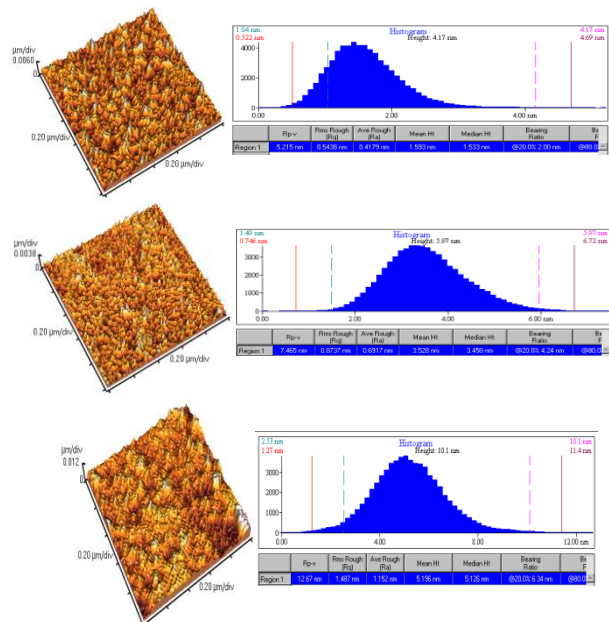 µm/div
0.0060
0
0.20 µm/div
0.20 µm/div
1.04 nm
Histogram
4.17 nm
0.522 nm
Height: 4.17 nm
4.69 nm
4000
2000
0
0.00
2.00
4.00 nm
Rp-v
Rms Rough (Rq)
Ave Rough (Ra)
Mean Ht
Median Ht
Bearing Ratio
Region 1
5.215 nm
0.5438 nm
0.4179 nm
1.593 nm
1.533 nm
@20.0% 2.00 nm
µm/div
0.0038
0
0.20 µm/div
0.20 µm/div
1.49 nm
Histogram
5.97 nm
0.746 nm
Height: 5.97 nm
6.72 nm
3000
2000
1000
0
0.00
2.00
6.00 nm
Rp-v
Rms Rough (Rq)
Ave Rough (Ra)
Mean Ht
Median Ht
Bearing Ratio
Region 1
7.465 nm
0.8737 nm
0.6917 nm
3.528 nm
3.458 nm
@20.0% 4.24 nm
µm/div
0.012
0.20 µm/div
0.20 µm/div
2.53 nm
Histogram
10.1 nm
1.27 nm
Height: 10.1 nm
11.4 nm
3000
2000
1000
0
0.00
4.00
8.00
12.00 nm
Rp-v
Rms Rough (Rq)
Ave Rough (Ra)
Mean Ht
Median Ht
Bearing Ratio
Region 1
12.67 nm
1.487 nm
1.152 nm
5.196 nm
5.126 nm
@20.0% 6.34 nm